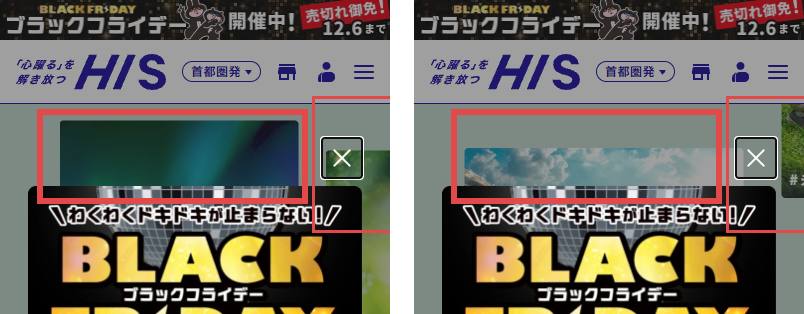 BLACK FRIDAY
ブラックフライデー 開催中! 売切れ御免!
12.6まで
「心躍る」を
解き放つ
HIS
首都圏発
わくわくドキドキが止まらない!
BLACK
ブラックフライデー
FRIDAY
BLACK FRIDAY
ブラックフライデー 開催中! 売切れ御免!
12.6まで
「心躍る」を
解き放つ
HIS
首都圏発
わくわくドキドキが止まらない!
BLACK
ブラックフライデー
FRIDAY